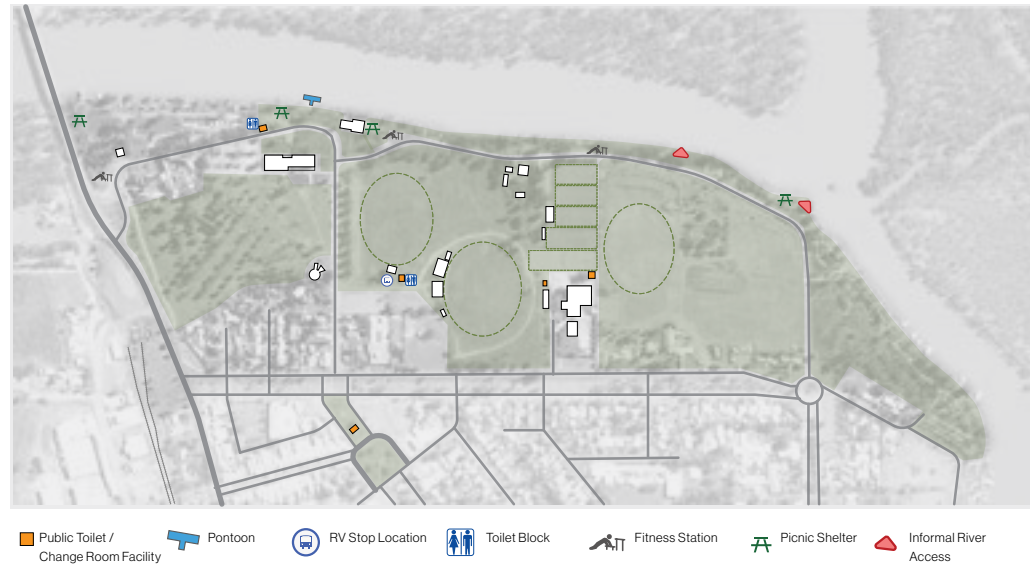 Public Toilet /
Change Room Facility
Pontoon
RV Stop Location
Toilet Block
Fitness Station
Picnic Shelter
Informal River
Access